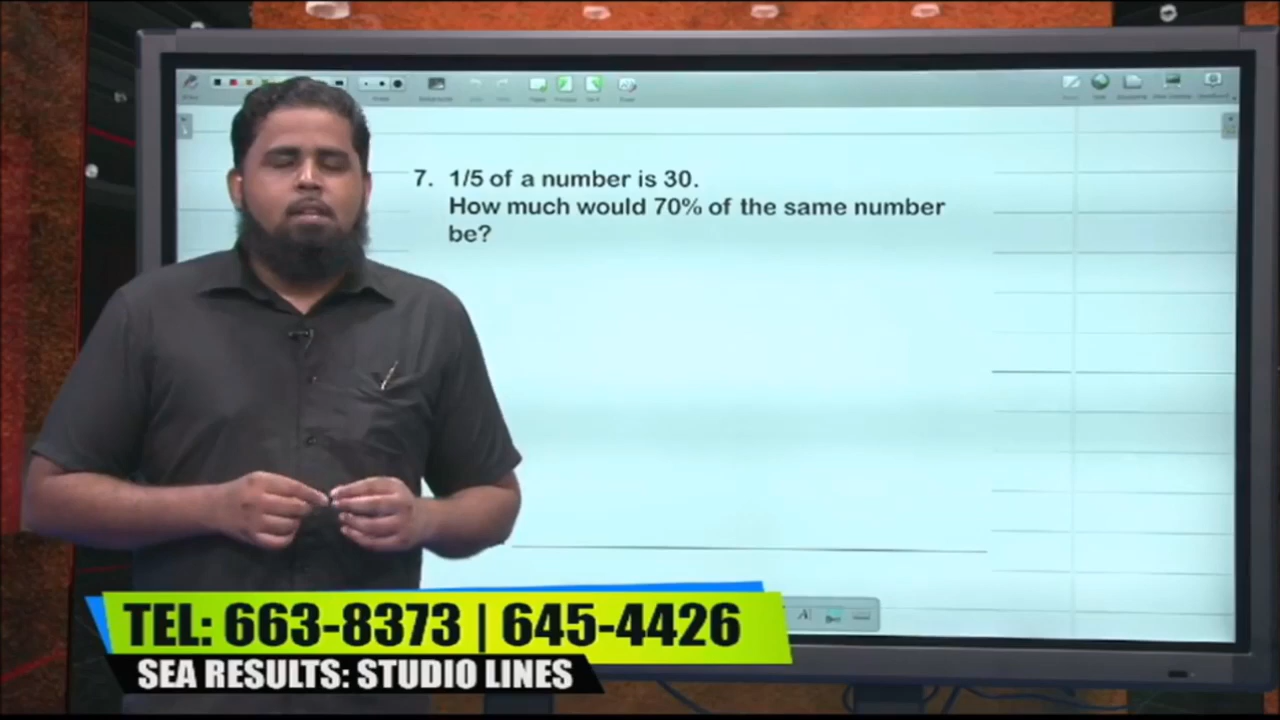 7. 1/5 of a number is 30.
How much would 70% of the same number
be?
TEL: 663-8373 | 645-4426
SEA RESULTS: STUDIO LINES